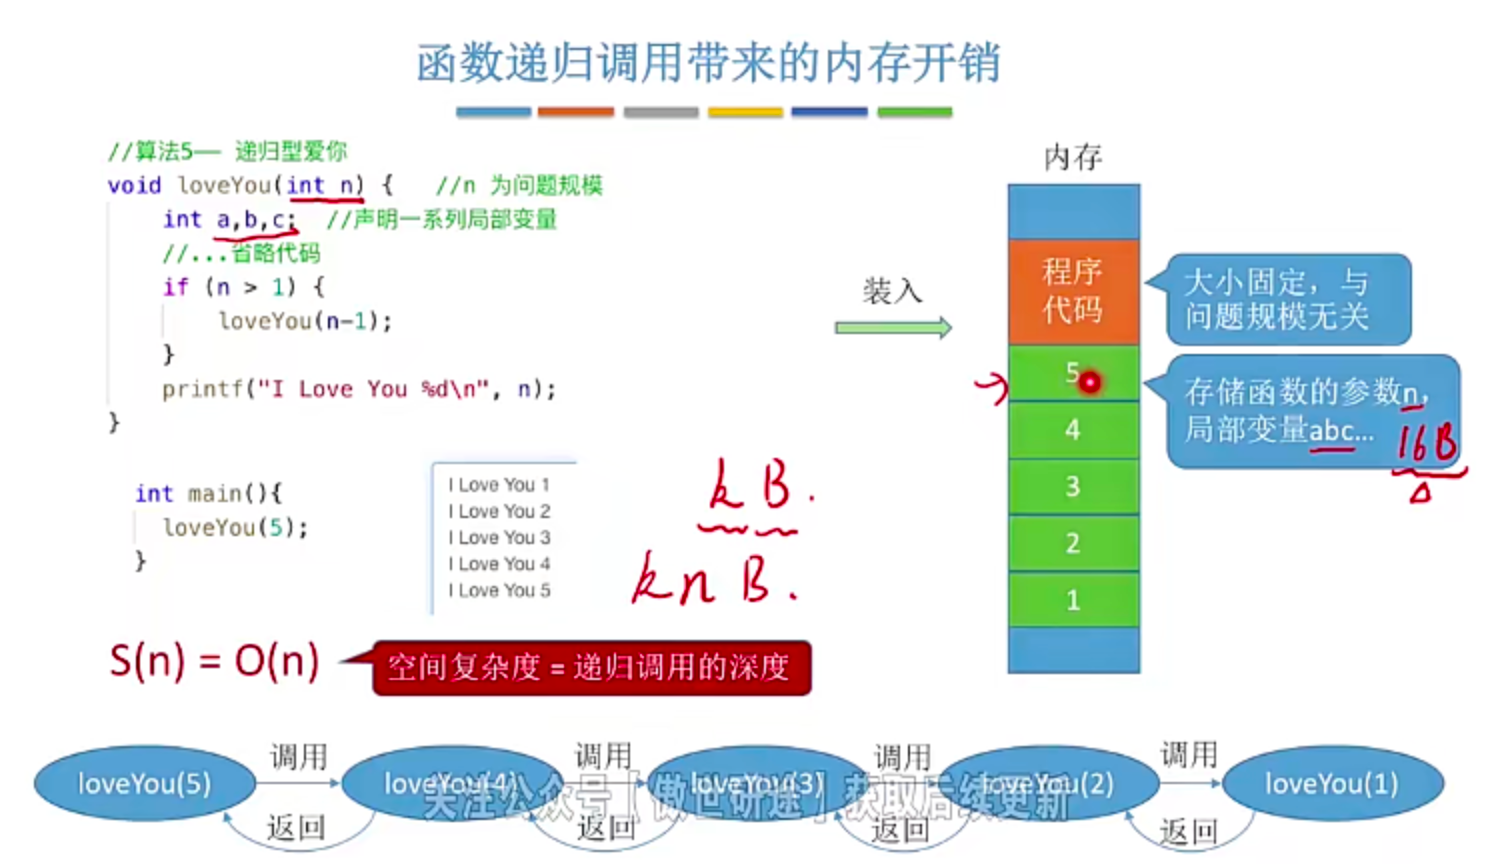 函数递归调用带来的内存开销
//算法5—— 递归型爱你
void loveYou(int n) {   //n 为问题规模
    int a,b,c;  //声明一系列局部变量
    //...省略代码
    if (n > 1) {
        loveYou(n-1);
    }
    printf("I Love You %d\n", n);
}
int main(){
  loveYou(5);
}
I Love You 1
I Love You 2
I Love You 3
I Love You 4
I Love You 5
kB.
knB.
S(n) = O(n)
空间复杂度 = 递归调用的深度
装入
内存
程序
代码
5
4
3
2
1
大小固定，与
问题规模无关
存储函数的参数n，
局部变量abc...
16B
loveYou(5)
调用
返回
loveYou(4)
调用
返回
loveYou(3)
调用
返回
loveYou(2)
调用
返回
loveYou(1)
关注公众号【傲世研途】获取后续更新